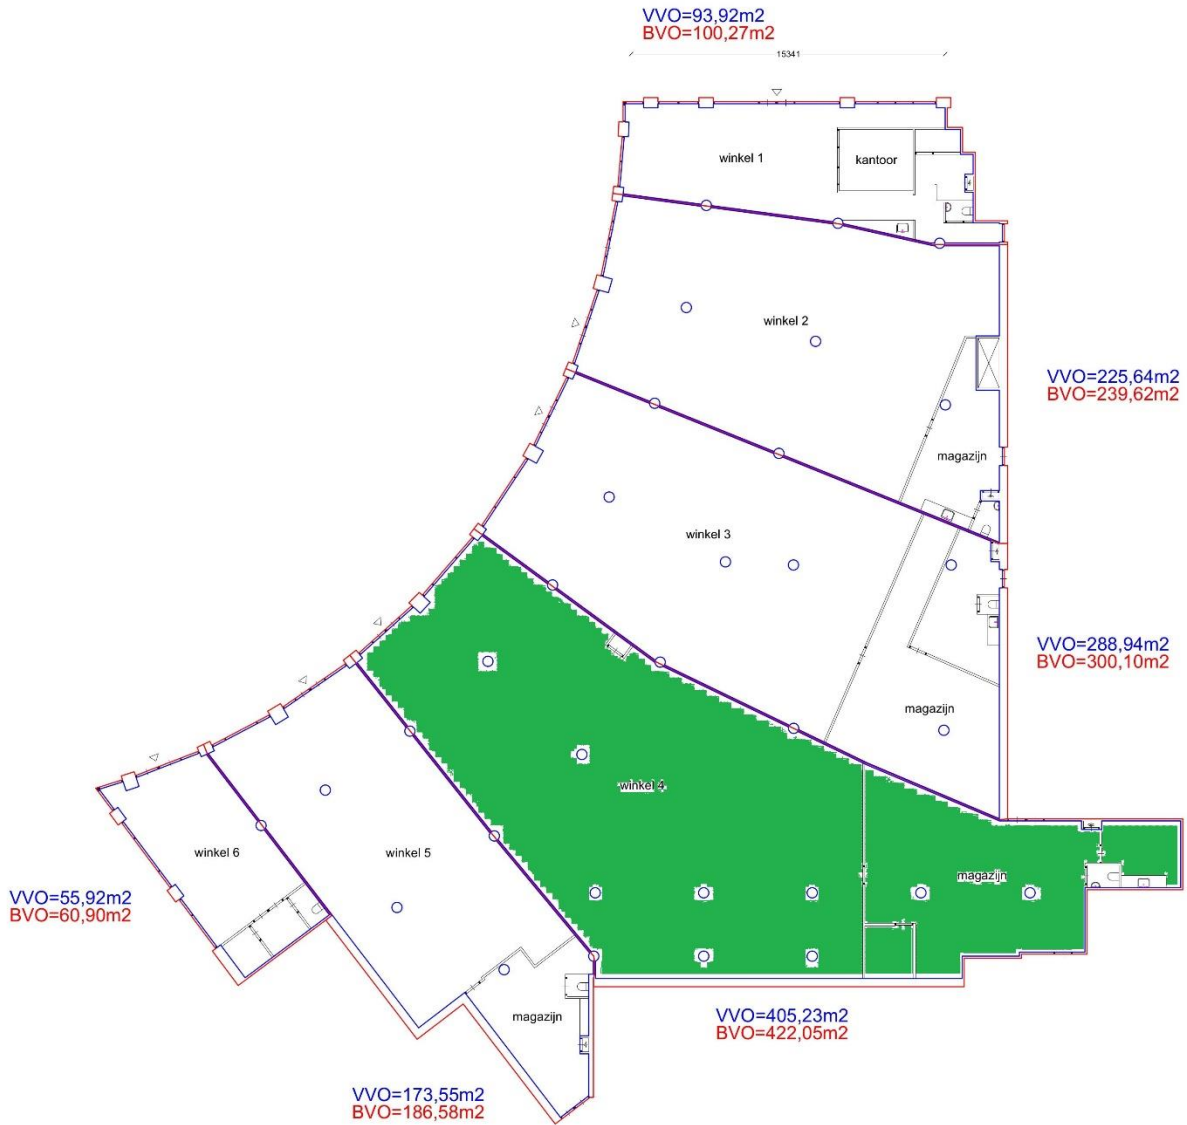 VVO=93,92m2
BVO=100,27m2
15341
winkel 1
kantoor
winkel 2
VVO=225,64m2
BVO=239,62m2
magazijn
winkel 3
VVO=288,94m2
BVO=300,10m2
magazijn
winkel 4
winkel 6
winkel 5
magazijn
VVO=55,92m2
BVO=60,90m2
magazijn
VVO=405,23m2
BVO=422,05m2
VVO=173,55m2
BVO=186,58m2